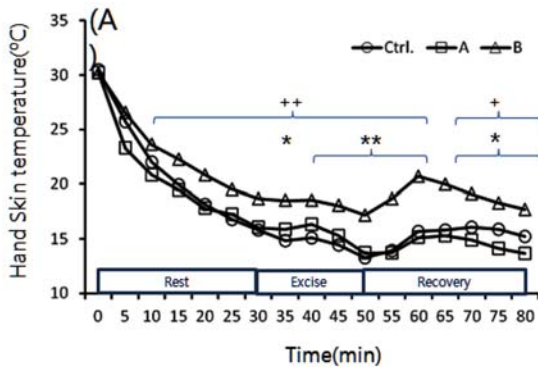 (A
)
Ctrl. A B
Hand Skin temperature(°C)
35
30
25
20
15
10
++ +
* ** *
Rest Excise Recovery
0 5 10 15 20 25 30 35 40 45 50 55 60 65 70 75 80
Time(min)